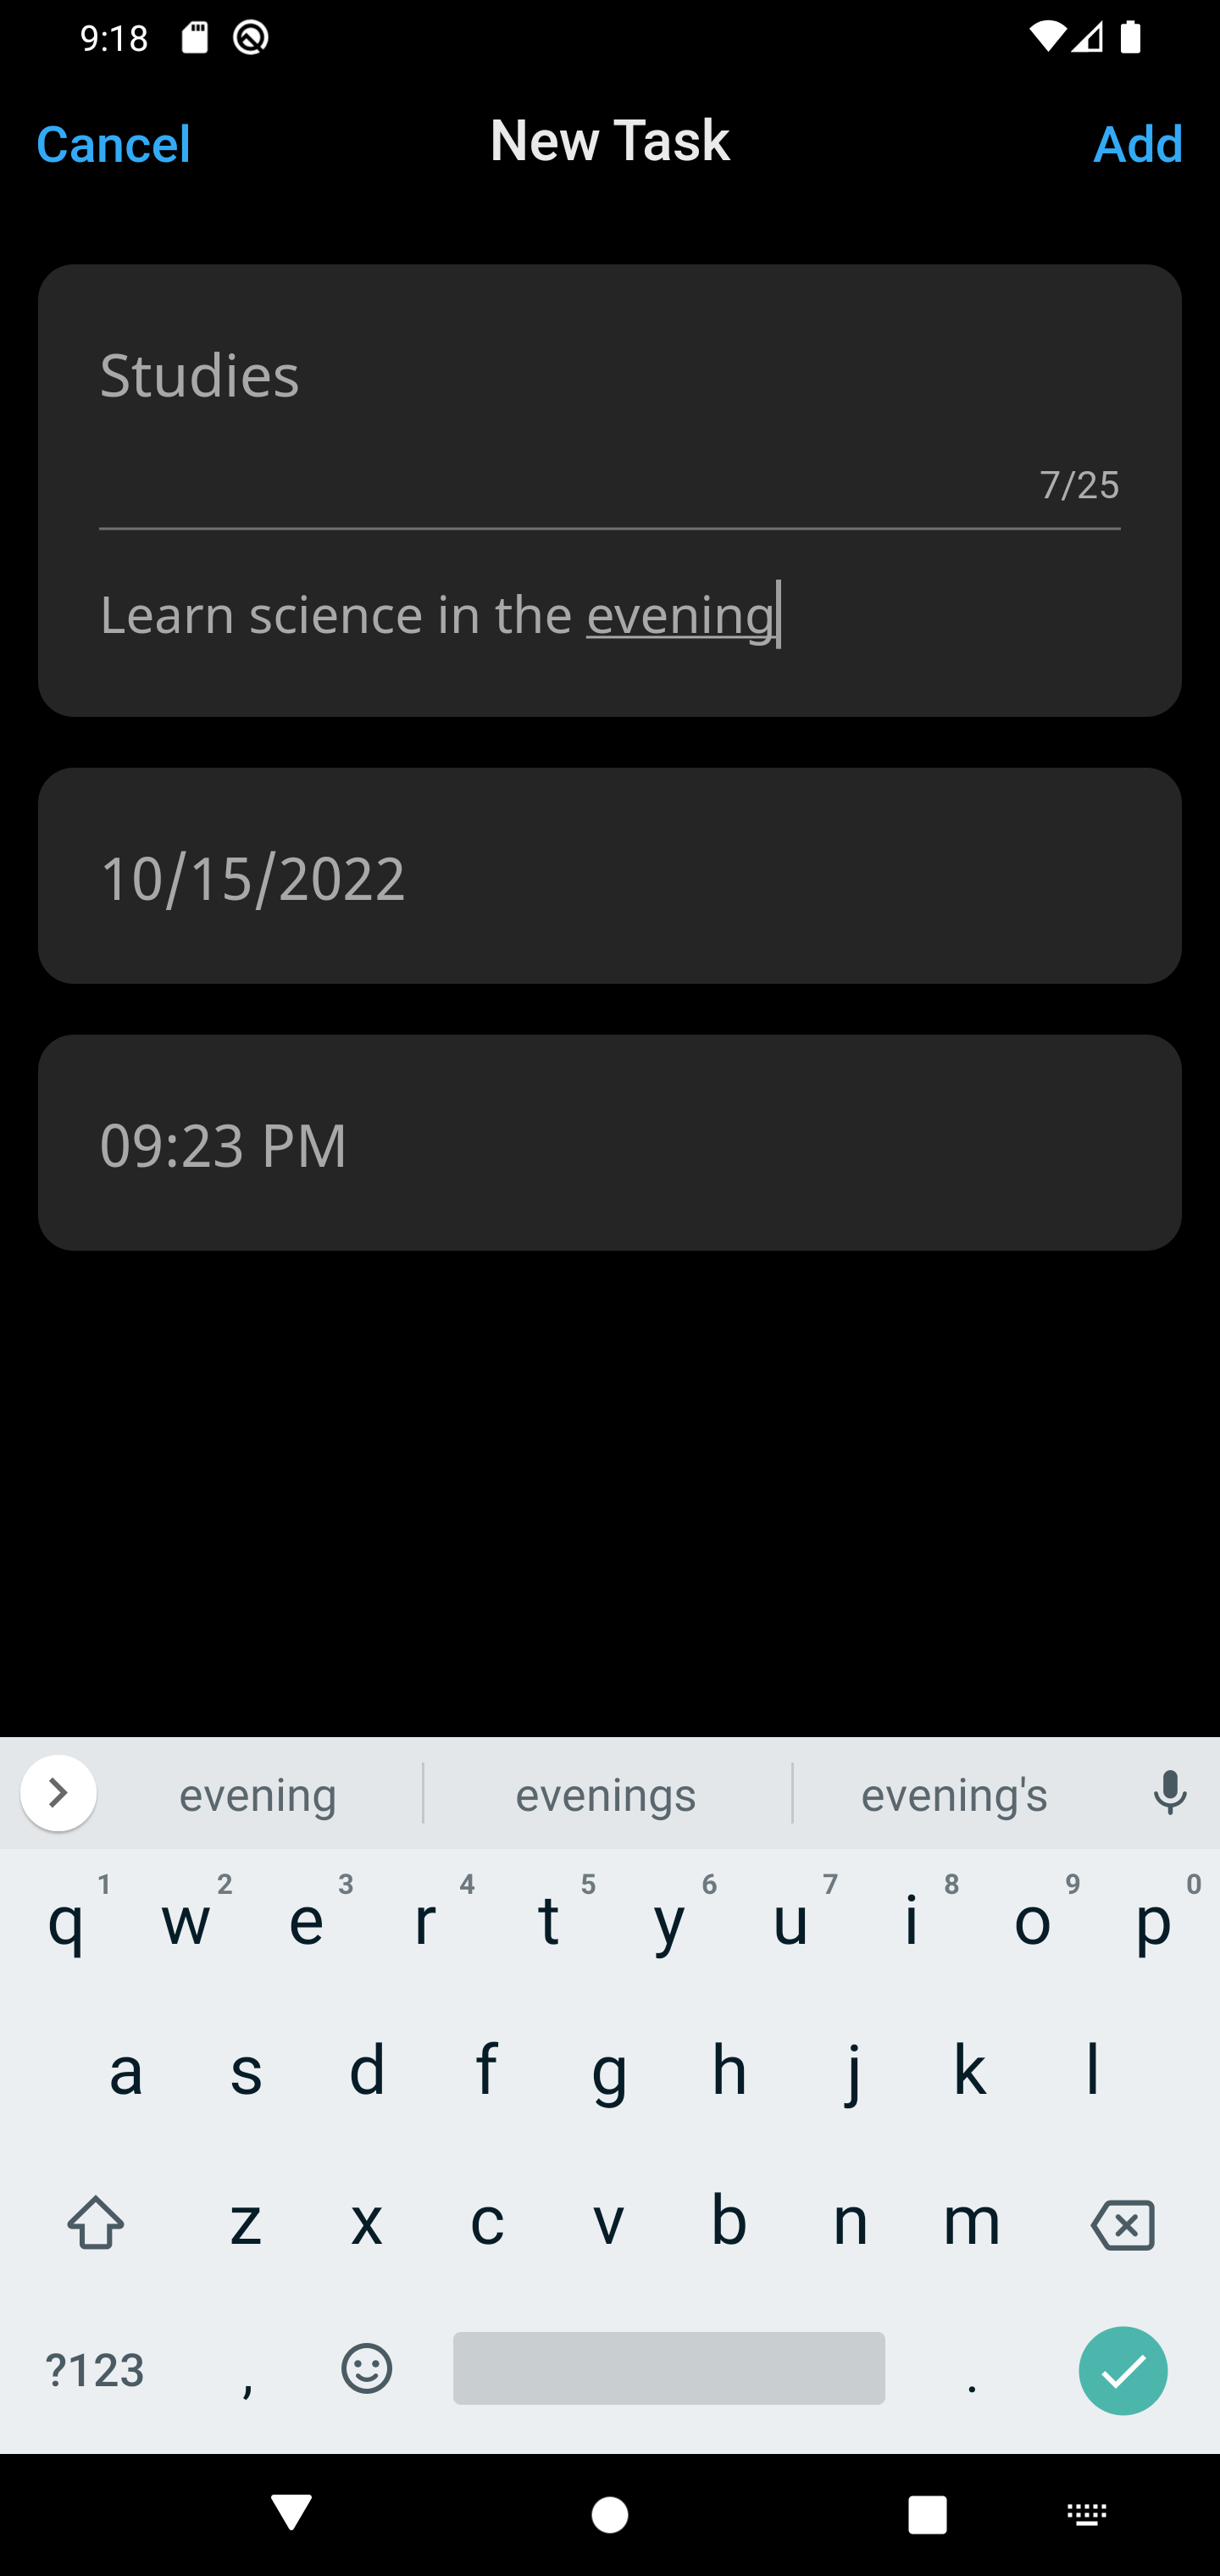 9:18
Cancel New Task Add
Studies
7/25
Learn science in the evening
10/15/2022
09:23 PM
evening evenings evening's
q 1 w 2 e 3 r 4 t 5 y 6 u 7 i 8 o 9 p 0
a s d f g h j k l
z x c v b n m
?123 , .